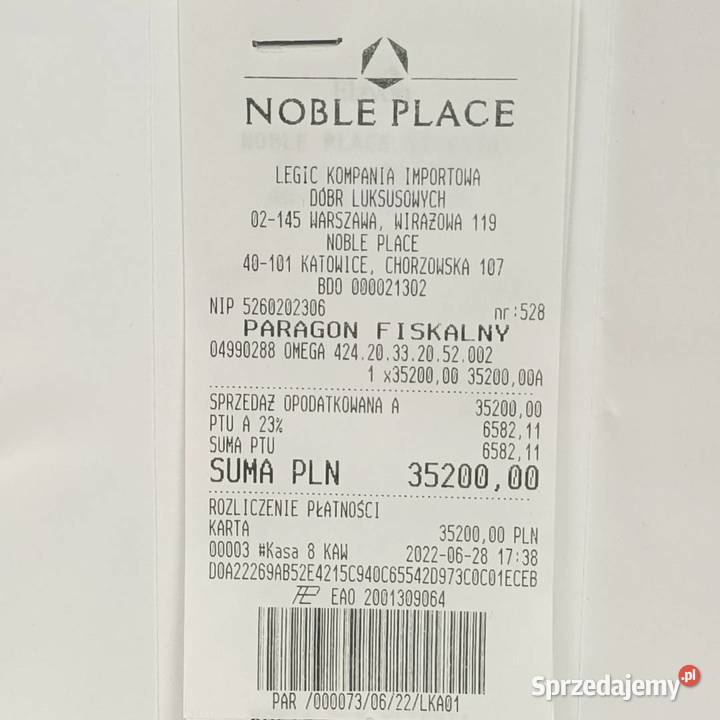 NOBLE PLACE
LEGIC KOMPANIA IMPORTOWA
DÓBR LUKSUSOWYCH
02-145 WARSZAWA, WIRAŻOWA 119
NOBLE PLACE
40-101 KATOWICE, CHORZOWSKA 107
BDO 000021302
NIP 5260202306 nr:528
PARAGON FISKALNY
04990288 OMEGA 424.20.33.20.52.002
1 x35200,00 35200,00A
SPRZEDAŻ OPODATKOWANA A 35200,00
PTU A 23% 6582,11
SUMA PTU 6582,11
SUMA PLN 35200,00
ROZLICZENIE PŁATNOŚCI
KARTA 35200,00 PLN
00003 #Kasa 8 KAW 2022-06-28 17:38
D0A22269AB52E4215C940C65542D973C0C01ECEB
EAO 2001309064
PAR /000073/06/22/LKA01
Sprzedajemy.pl